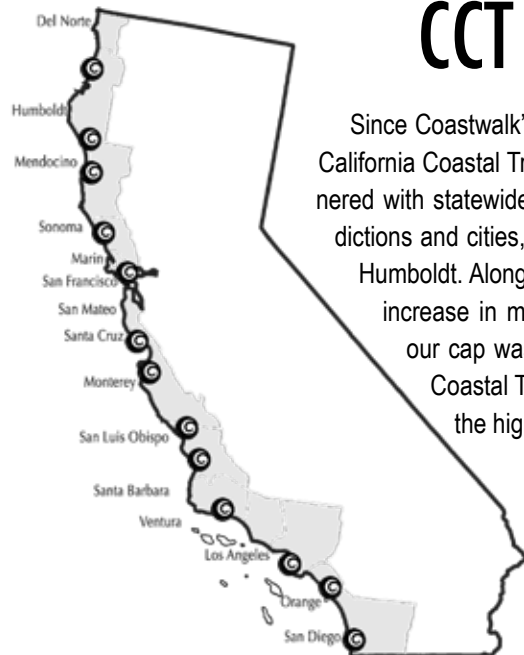 CCT
Since Coastwalk'
California Coastal Tr
nered with statewide
dictions and cities,
Humboldt. Along
increase in m
our cap wa
Coastal T
the hig
Del Norte
Humboldt
Mendocino
Sonoma
Marin
San Francisco
San Mateo
Santa Cruz
Monterey
San Luis Obispo
Santa Barbara
Ventura
Los Angeles
Orange
San Diego